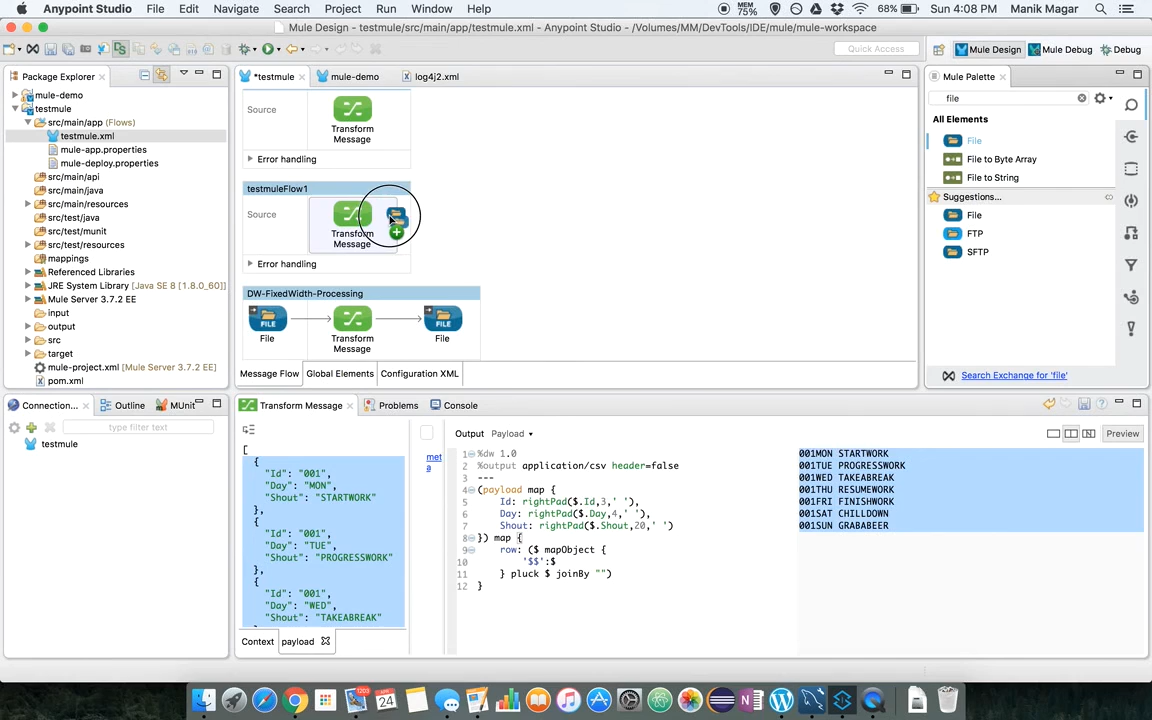 Anypoint Studio File Edit Navigate Search Project Run Window Help MEM 75% 68% Sun 4:08 PM Manik Magar
Mule Design - testmule/src/main/app/testmule.xml - Anypoint Studio - /Volumes/MM/DevTools/IDE/mule/mule-workspace
Quick Access Mule Design Mule Debug Debug
Package Explorer
mule-demo
testmule
src/main/app (Flows)
testmule.xml
mule-app.properties
mule-deploy.properties
src/main/api
src/main/java
src/main/resources
src/test/java
src/test/munit
src/test/resources
mappings
Referenced Libraries
JRE System Library [Java SE 8 [1.8.0_60]]
Mule Server 3.7.2 EE
input
output
src
target
mule-project.xml [Mule Server 3.7.2 EE]
pom.xml
*testmule mule-demo log4j2.xml
Source
Transform
Message
Error handling
testmuleFlow1
Source
Transform
Message
Error handling
DW-FixedWidth-Processing
FILE FILE
File Transform File
Message
Message Flow Global Elements Configuration XML
Mule Palette
file
All Elements
File
File to Byte Array
File to String
Suggestions...
File
FTP
SFTP
Search Exchange for 'file'
Connection... Outline MUnit
type filter text
testmule
Transform Message Problems Console
[
{
"Id": "001",
"Day": "MON",
"Shout": "STARTWORK"
},
{
"Id": "001",
"Day": "TUE",
"Shout": "PROGRESSWORK"
},
{
"Id": "001",
"Day": "WED",
"Shout": "TAKEABREAK"
Context payload
met
a
Output Payload Preview
1 %dw 1.0
2 %output application/csv header=false
3 ---
4 (payload map {
5 Id: rightPad($.Id,3,' '),
6 Day: rightPad($.Day,4,' '),
7 Shout: rightPad($.Shout,20,' ')
8 }) map {
9 row: ($ mapObject {
10 '$$':$
11 } pluck $ joinBy "")
12 }
001MON STARTWORK
001TUE PROGRESSWORK
001WED TAKEABREAK
001THU RESUMEWORK
001FRI FINISHWORK
001SAT CHILLDOWN
001SUN GRABABEER